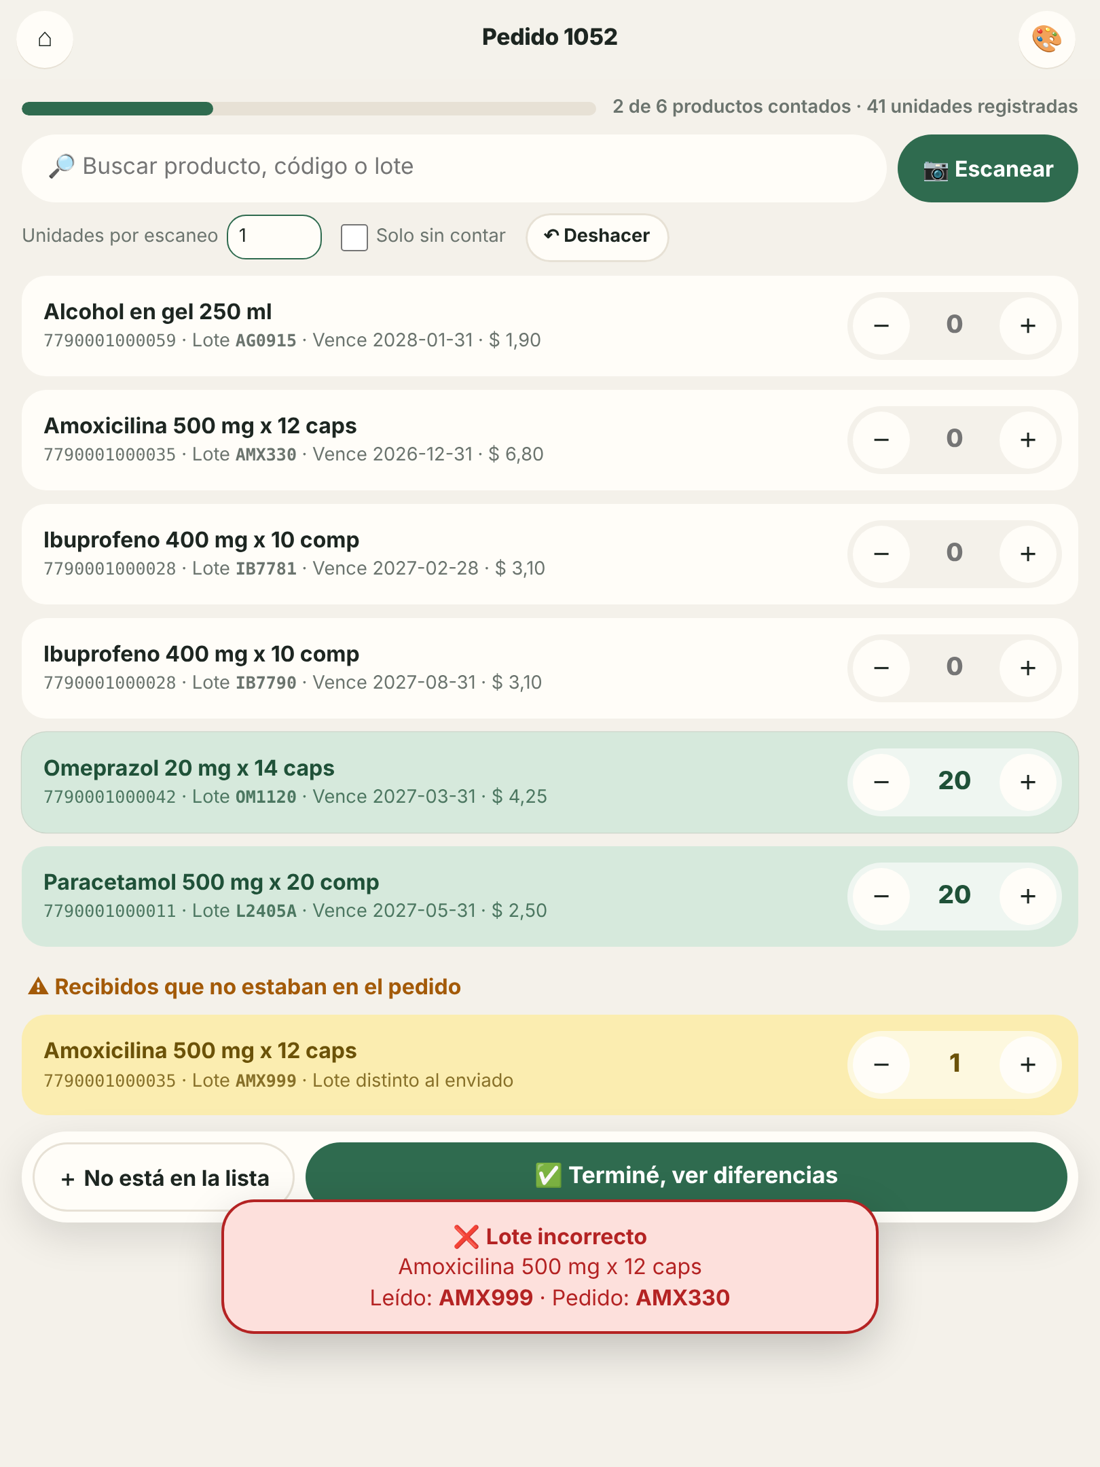 Pedido 1052
2 de 6 productos contados · 41 unidades registradas
Buscar producto, código o lote
Escanear
Unidades por escaneo 1 Solo sin contar ↶ Deshacer
Alcohol en gel 250 ml
7790001000059 · Lote AG0915 · Vence 2028-01-31 · $ 1,90
− 0 +
Amoxicilina 500 mg x 12 caps
7790001000035 · Lote AMX330 · Vence 2026-12-31 · $ 6,80
− 0 +
Ibuprofeno 400 mg x 10 comp
7790001000028 · Lote IB7781 · Vence 2027-02-28 · $ 3,10
− 0 +
Ibuprofeno 400 mg x 10 comp
7790001000028 · Lote IB7790 · Vence 2027-08-31 · $ 3,10
− 0 +
Omeprazol 20 mg x 14 caps
7790001000042 · Lote OM1120 · Vence 2027-03-31 · $ 4,25
− 20 +
Paracetamol 500 mg x 20 comp
7790001000011 · Lote L2405A · Vence 2027-05-31 · $ 2,50
− 20 +
⚠ Recibidos que no estaban en el pedido
Amoxicilina 500 mg x 12 caps
7790001000035 · Lote AMX999 · Lote distinto al enviado
− 1 +
+ No está en la lista
✅ Terminé, ver diferencias
❌ Lote incorrecto
Amoxicilina 500 mg x 12 caps
Leído: AMX999 · Pedido: AMX330